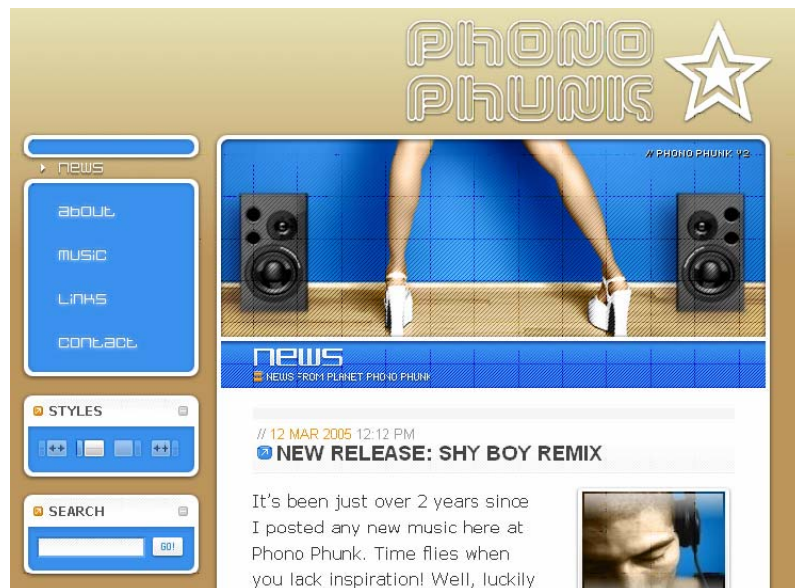 PHONO
PHUNK
// PHONO PHUNK V2
news
about
music
Links
contact
news
NEWS FROM PLANET PHONO PHUNK
STYLES
++
++
SEARCH
GO!
// 12 MAR 2005 12:12 PM
NEW RELEASE: SHY BOY REMIX
It's been just over 2 years since
I posted any new music here at
Phono Phunk. Time flies when
you lack inspiration! Well, luckily